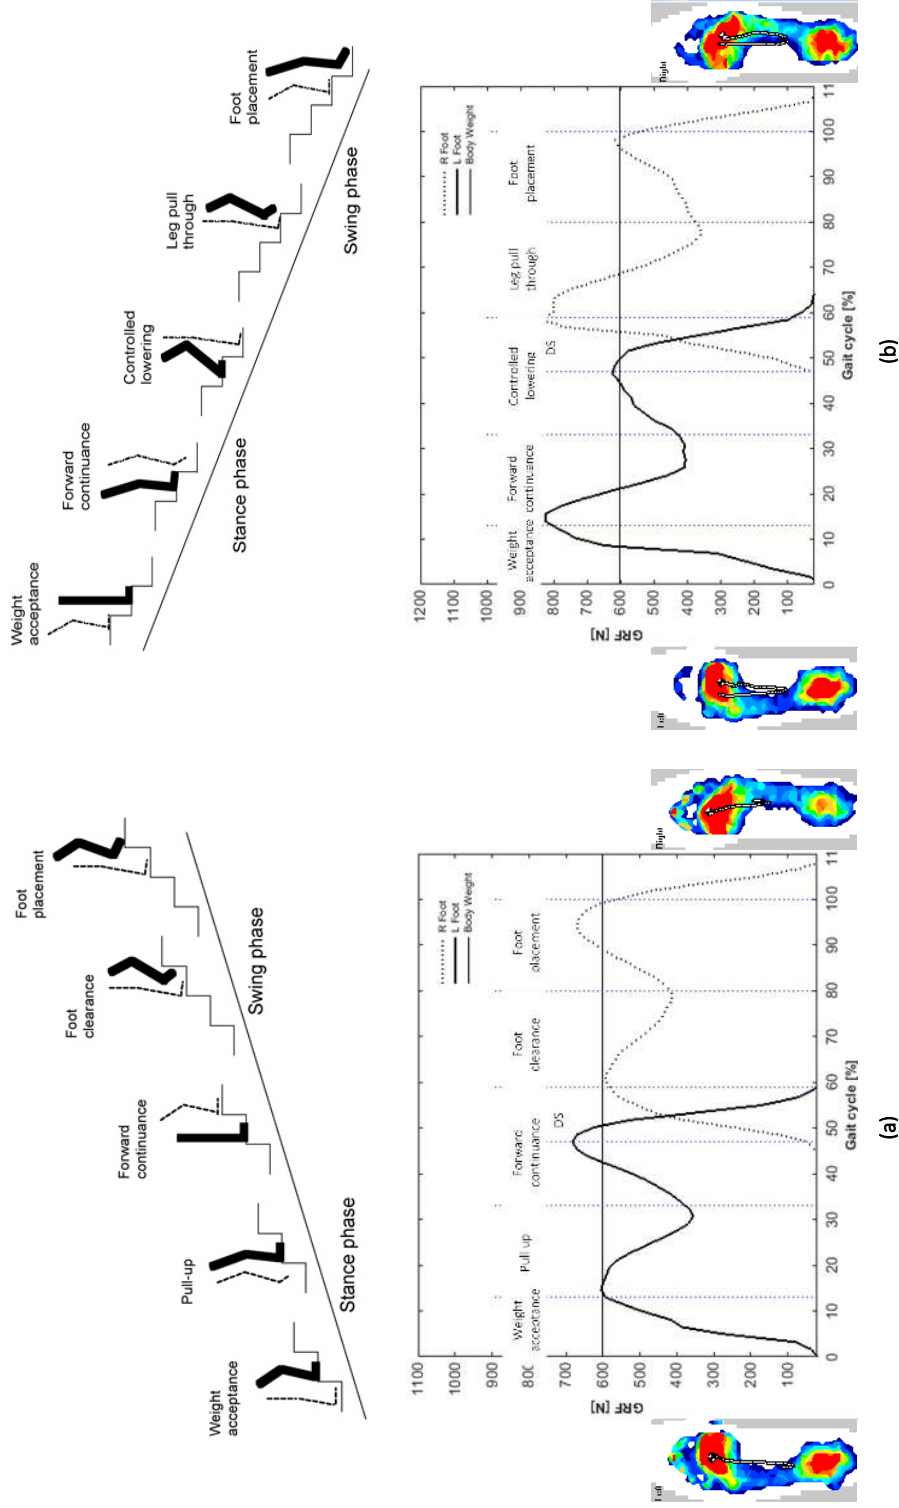 Weight
acceptance
Pull-up
Forward
continuance
Foot
clearance
Foot
placement
Stance phase
Swing phase
1100
1000
900
700
600
500
400
300
200
100
GRF [N]
R Foot
L Foot
Body Weight
Weight
acceptance
Pull up
Forward
continuance
Foot
clearance
Foot
placement
DS
0 10 20 30 40 50 60 70 80 90 100 11
Gait cycle [%]
Left
Right
(a)
Weight
acceptance
Forward
continuance
Controlled
lowering
Leg pull
through
Foot
placement
Stance phase
Swing phase
1200
1100
1000
900
800
700
600
500
400
300
200
100
GRF [N]
R Foot
L Foot
Body Weight
Weight
acceptance
Forward
continuance
Controlled
lowering
Leg pull
through
Foot
placement
DS
0 10 20 30 40 50 60 70 80 90 100 11
Gait cycle [%]
Left
Right
(b)